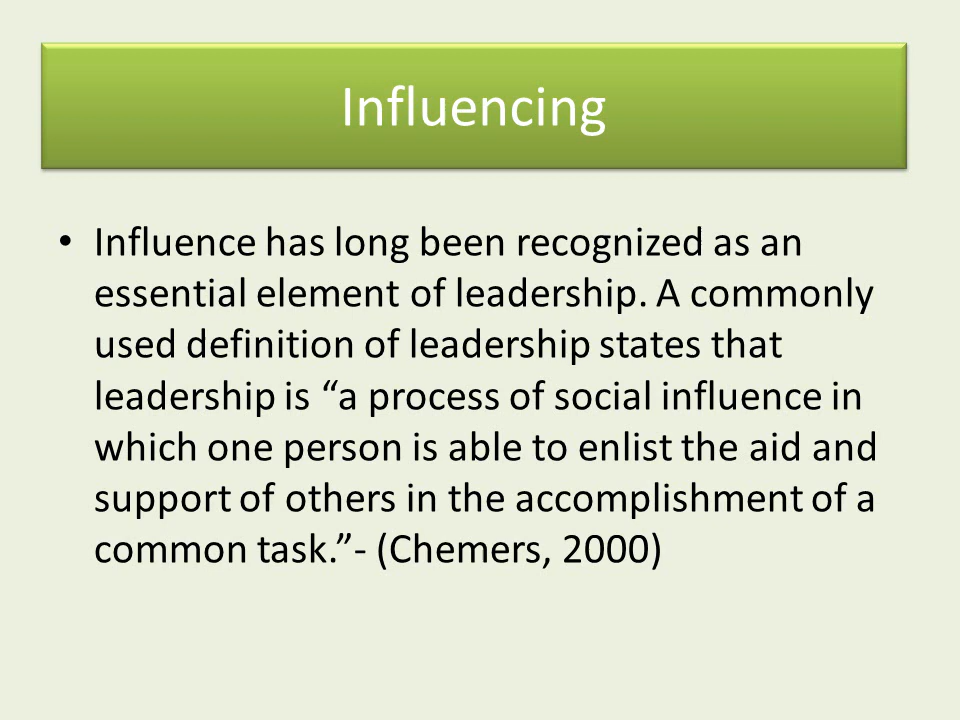 Influencing
• Influence has long been recognized as an
essential element of leadership. A commonly
used definition of leadership states that
leadership is “a process of social influence in
which one person is able to enlist the aid and
support of others in the accomplishment of a
common task.”- (Chemers, 2000)